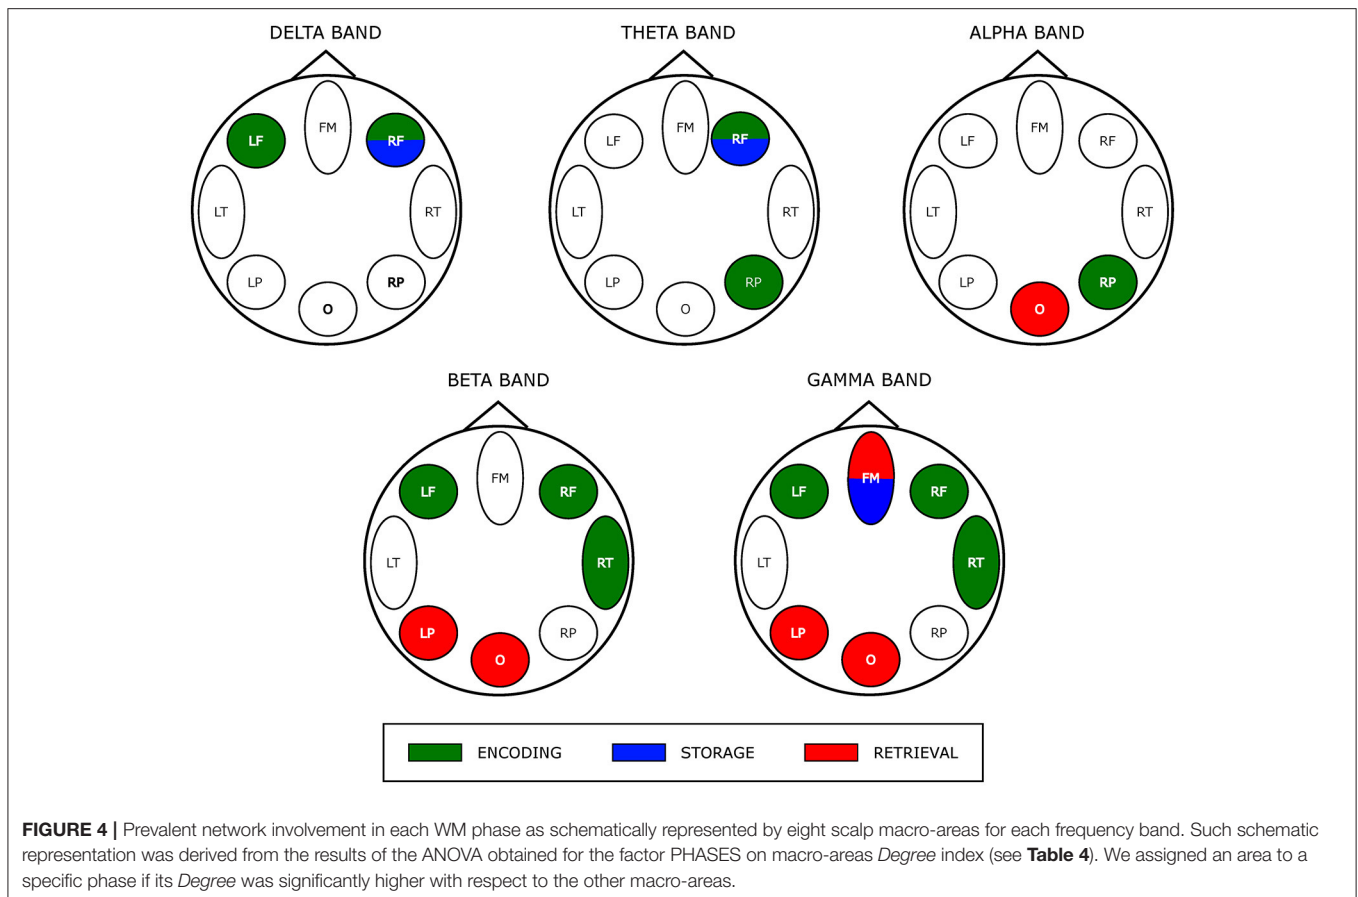 DELTA BAND
THETA BAND
ALPHA BAND
FM
LF
RF
LT
RT
LP
RP
O
FM
LF
RF
LT
RT
LP
RP
O
FM
LF
RF
LT
RT
LP
RP
O
BETA BAND
GAMMA BAND
FM
LF
RF
LT
RT
LP
RP
O
FM
LF
RF
LT
RT
LP
RP
O
ENCODING
STORAGE
RETRIEVAL
FIGURE 4 | Prevalent network involvement in each WM phase as schematically represented by eight scalp macro-areas for each frequency band. Such schematic
representation was derived from the results of the ANOVA obtained for the factor PHASES on macro-areas Degree index (see Table 4). We assigned an area to a
specific phase if its Degree was significantly higher with respect to the other macro-areas.